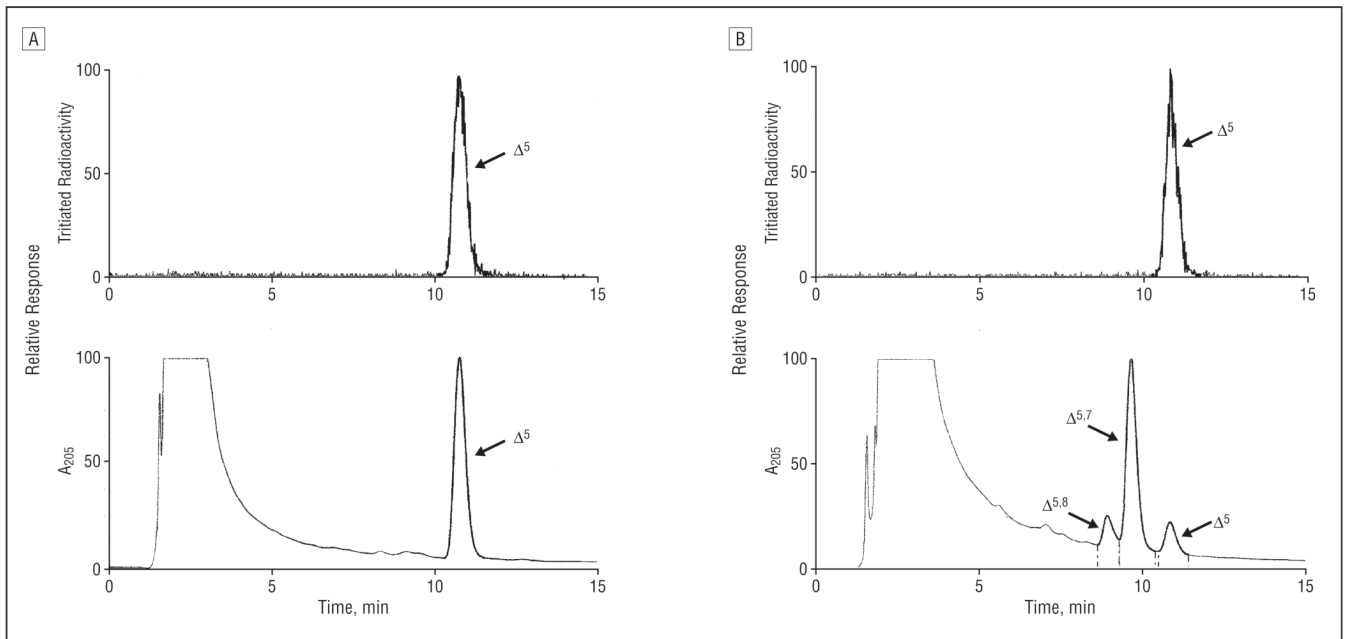 A
B
100
50
0
0
5
10
15
Tritiated Radioactivity
Δ⁵
100
50
0
0
5
10
15
Tritiated Radioactivity
Δ⁵
Relative Response
Relative Response
100
50
0
0
5
10
15
A₂₀₅
Δ⁵
Time, min
100
50
0
0
5
10
15
A₂₀₅
Δ⁵,⁷
Δ⁵,⁸
Δ⁵
Time, min